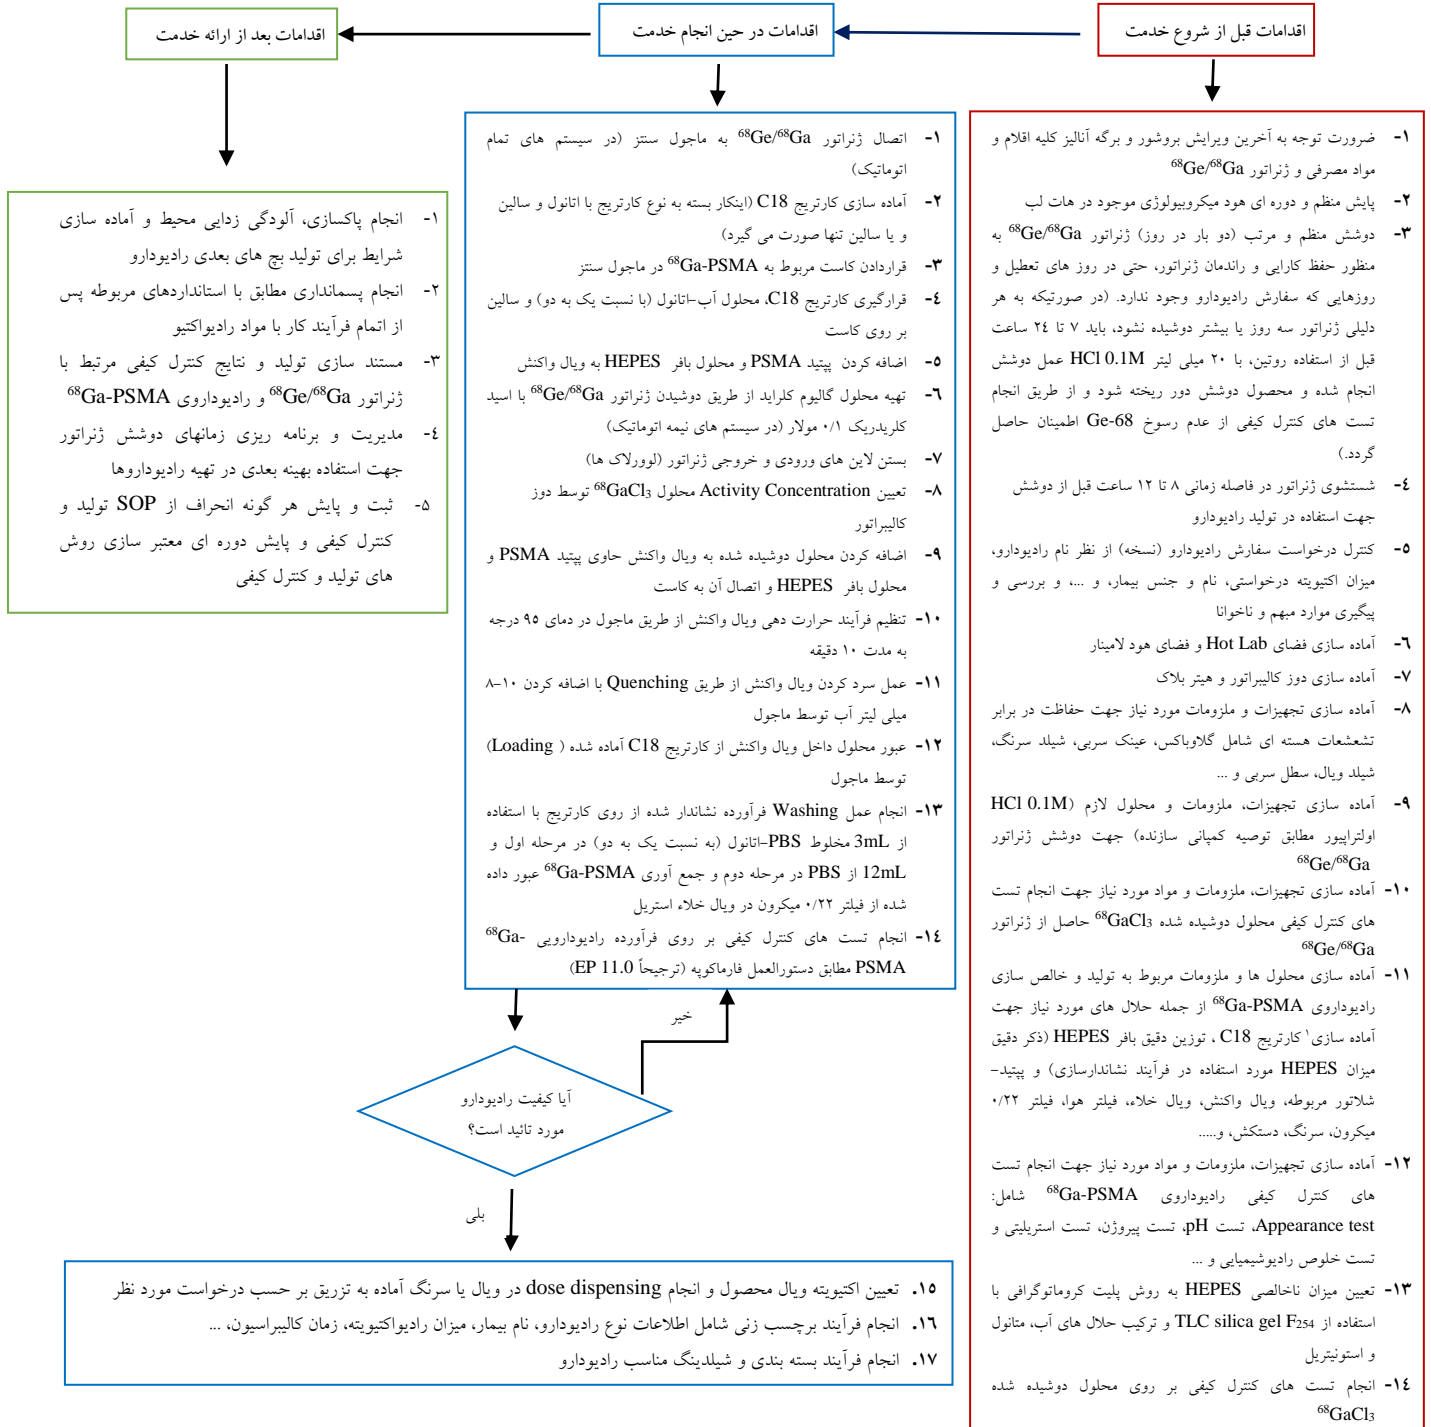 اقدامات قبل از شروع خدمت
اقدامات در حین انجام خدمت
اقدامات بعد از ارائه خدمت
۱- ضرورت توجه به آخرین ویرایش بروشور و برگه آنالیز کلیه اقلام و
مواد مصرفی و ژنراتور ⁶⁸Ge/⁶⁸Ga
۲- پایش منظم و دوره ای هود میکروبیولوژی موجود در هات لب
۳- دوشش منظم و مرتب (دو بار در روز) ژنراتور ⁶⁸Ge/⁶⁸Ga به
منظور حفظ کارایی و راندمان ژنراتور، حتی در روز های تعطیل و
روزهایی که سفارش رادیودارو وجود ندارد. (در صورتیکه به هر
دلیلی ژنراتور سه روز یا بیشتر دوشیده نشود، باید ۷ تا ۲٤ ساعت
قبل از استفاده روتین، با ۲۰ میلی لیتر HCl 0.1M عمل دوشش
انجام شده و محصول دوشش دور ریخته شود و از طریق انجام
تست های کنترل کیفی از عدم رسوخ Ge-68 اطمینان حاصل
گردد.)
٤- شستشوی ژنراتور در فاصله زمانی ۸ تا ۱۲ ساعت قبل از دوشش
جهت استفاده در تولید رادیودارو
٥- کنترل درخواست سفارش رادیودارو (نسخه) از نظر نام رادیودارو،
میزان اکتیویته درخواستی، نام و جنس بیمار، و ...، و بررسی و
پیگیری موارد مبهم و ناخوانا
٦- آماده سازی فضای Hot Lab و فضای هود لامینار
۷- آماده سازی دوز کالیبراتور و هیتر بلاک
۸- آماده سازی تجهیزات و ملزومات مورد نیاز جهت حفاظت در برابر
تشعشعات هسته ای شامل گلاوباکس، عینک سربی، شیلد سرنگ،
شیلد ویال، سطل سربی و ...
۹- آماده سازی تجهیزات، ملزومات و محلول لازم (HCl 0.1M
اولتراپیور مطابق توصیه کمپانی سازنده) جهت دوشش ژنراتور
⁶⁸Ge/⁶⁸Ga
۱۰- آماده سازی تجهیزات، ملزومات و مواد مورد نیاز جهت انجام تست
های کنترل کیفی محلول دوشیده شده ⁶⁸GaCl₃ حاصل از ژنراتور
⁶⁸Ge/⁶⁸Ga
۱۱- آماده سازی محلول ها و ملزومات مربوط به تولید و خالص سازی
رادیوداروی ⁶⁸Ga-PSMA از جمله حلال های مورد نیاز جهت
آماده سازی۱ کارتریج C18 ، توزین دقیق بافر HEPES (ذکر دقیق
میزان HEPES مورد استفاده در فرآیند نشاندارسازی) و پپتید-
شلاتور مربوطه، ویال واکنش، ویال خلاء، فیلتر هوا، فیلتر ۰/۲۲
میکرون، سرنگ، دستکش، و.....
۱۲- آماده سازی تجهیزات، ملزومات و مواد مورد نیاز جهت انجام تست
های کنترل کیفی رادیوداروی ⁶⁸Ga-PSMA شامل:
Appearance test، تست pH، تست پیروژن، تست استریلیتی و
تست خلوص رادیوشیمیایی و ...
۱۳- تعیین میزان ناخالصی HEPES به روش پلیت کروماتوگرافی با
استفاده از TLC silica gel F₂₅₄ و ترکیب حلال های آب، متانول
و استونیتریل
۱٤- انجام تست های کنترل کیفی بر روی محلول دوشیده شده
⁶⁸GaCl₃
۱- اتصال ژنراتور ⁶⁸Ge/⁶⁸Ga به ماجول سنتز (در سیستم های تمام
اتوماتیک)
۲- آماده سازی کارتریج C18 (اینکار بسته به نوع کارتریج با اتانول و سالین
و یا سالین تنها صورت می گیرد)
۳- قراردادن کاست مربوط به ⁶⁸Ga-PSMA در ماجول سنتز
٤- قرارگیری کارتریج C18، محلول آب-اتانول (با نسبت یک به دو) و سالین
بر روی کاست
٥- اضافه کردن پپتید PSMA و محلول بافر HEPES به ویال واکنش
٦- تهیه محلول گالیوم کلراید از طریق دوشیدن ژنراتور ⁶⁸Ge/⁶⁸Ga با اسید
کلریدریک ۰/۱ مولار (در سیستم های نیمه اتوماتیک)
۷- بستن لاین های ورودی و خروجی ژنراتور (لوورلاک ها)
۸- تعیین Activity Concentration محلول ⁶⁸GaCl₃ توسط دوز
کالیبراتور
۹- اضافه کردن محلول دوشیده شده به ویال واکنش حاوی پپتید PSMA و
محلول بافر HEPES و اتصال آن به کاست
۱۰- تنظیم فرآیند حرارت دهی ویال واکنش از طریق ماجول در دمای ۹۵ درجه
به مدت ۱۰ دقیقه
۱۱- عمل سرد کردن ویال واکنش از طریق Quenching با اضافه کردن ۱۰-۸
میلی لیتر آب توسط ماجول
۱۲- عبور محلول داخل ویال واکنش از کارتریج C18 آماده شده ( Loading)
توسط ماجول
۱۳- انجام عمل Washing فرآورده نشاندار شده از روی کارتریج با استفاده
از 3mL مخلوط PBS-اتانول (به نسبت یک به دو) در مرحله اول و
12mL از PBS در مرحله دوم و جمع آوری ⁶⁸Ga-PSMA عبور داده
شده از فیلتر ۰/۲۲ میکرون در ویال خلاء استریل
۱٤- انجام تست های کنترل کیفی بر روی فرآورده رادیودارویی ⁶⁸Ga-
PSMA مطابق دستورالعمل فارماکوپه (ترجیحاً EP 11.0)
خیر
آیا کیفیت رادیودارو
مورد تائید است؟
بلی
۱٥. تعیین اکتیویته ویال محصول و انجام dose dispensing در ویال یا سرنگ آماده به تزریق بر حسب درخواست مورد نظر
۱٦. انجام فرآیند برچسب زنی شامل اطلاعات نوع رادیودارو، نام بیمار، میزان رادیواکتیویته، زمان کالیبراسیون، ...
۱۷. انجام فرآیند بسته بندی و شیلدینگ مناسب رادیودارو
۱- انجام پاکسازی، آلودگی زدایی محیط و آماده سازی
شرایط برای تولید بچ های بعدی رادیودارو
۲- انجام پسمانداری مطابق با استانداردهای مربوطه پس
از اتمام فرآیند کار با مواد رادیواکتیو
۳- مستند سازی تولید و نتایج کنترل کیفی مرتبط با
ژنراتور ⁶⁸Ge/⁶⁸Ga و رادیوداروی ⁶⁸Ga-PSMA
٤- مدیریت و برنامه ریزی زمانهای دوشش ژنراتور
جهت استفاده بهینه بعدی در تهیه رادیوداروها
۵- ثبت و پایش هر گونه انحراف از SOP تولید و
کنترل کیفی و پایش دوره ای معتبر سازی روش
های تولید و کنترل کیفی